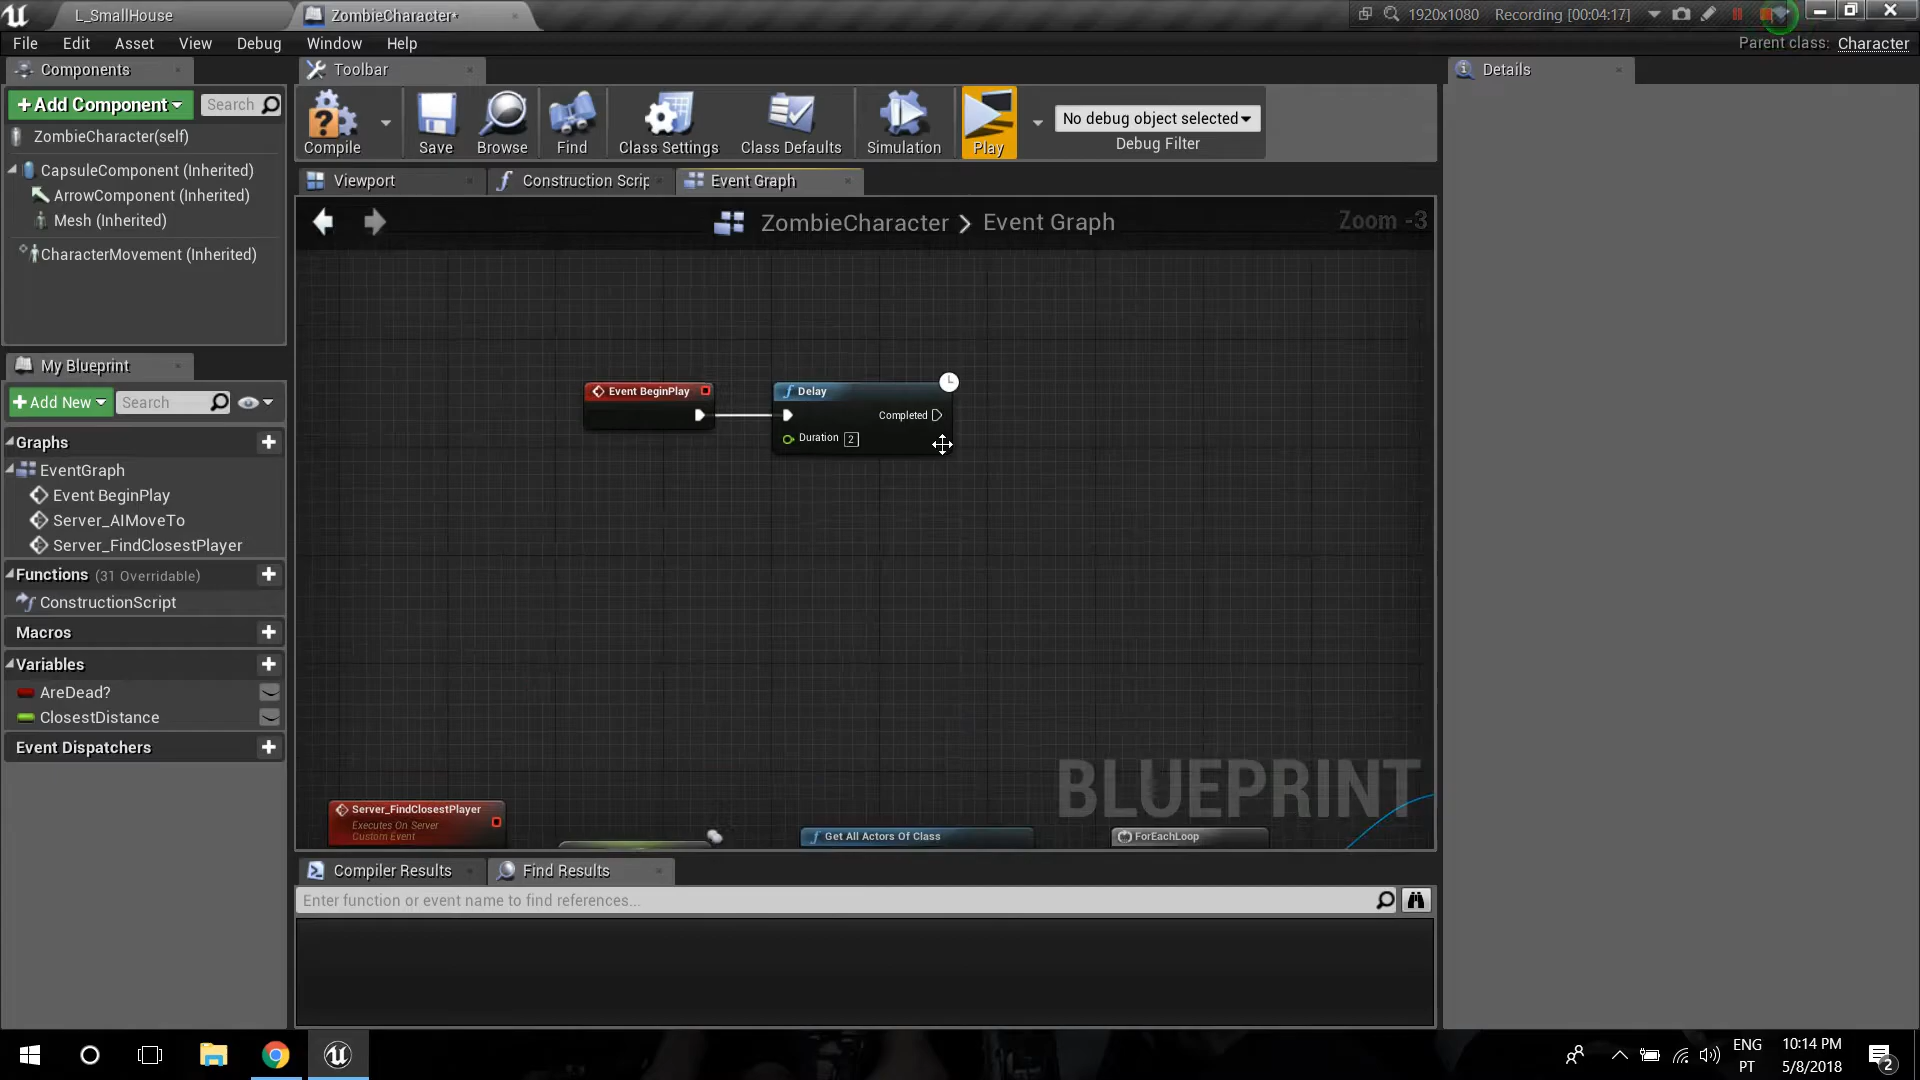 L_SmallHouse
ZombieCharacter*
1920x1080
Recording [00:04:17]
File
Edit
Asset
View
Debug
Window
Help
Parent class: Character
Components
+Add Component
Search
ZombieCharacter(self)
CapsuleComponent (Inherited)
ArrowComponent (Inherited)
Mesh (Inherited)
CharacterMovement (Inherited)
My Blueprint
+Add New
Search
Graphs
EventGraph
Event BeginPlay
Server_AIMoveTo
Server_FindClosestPlayer
Functions (31 Overridable)
ConstructionScript
Macros
Variables
AreDead?
ClosestDistance
Event Dispatchers
Toolbar
Compile
Save
Browse
Find
Class Settings
Class Defaults
Simulation
Play
No debug object selected
Debug Filter
Viewport
Construction Scrip
Event Graph
ZombieCharacter > Event Graph
Zoom -3
Event BeginPlay
Delay
Completed
Duration 2
BLUEPRINT
Server_FindClosestPlayer
Executes On Server
Custom Event
Get All Actors Of Class
ForEachLoop
Compiler Results
Find Results
Enter function or event name to find references...
Details
ENG
PT
10:14 PM
5/8/2018
2